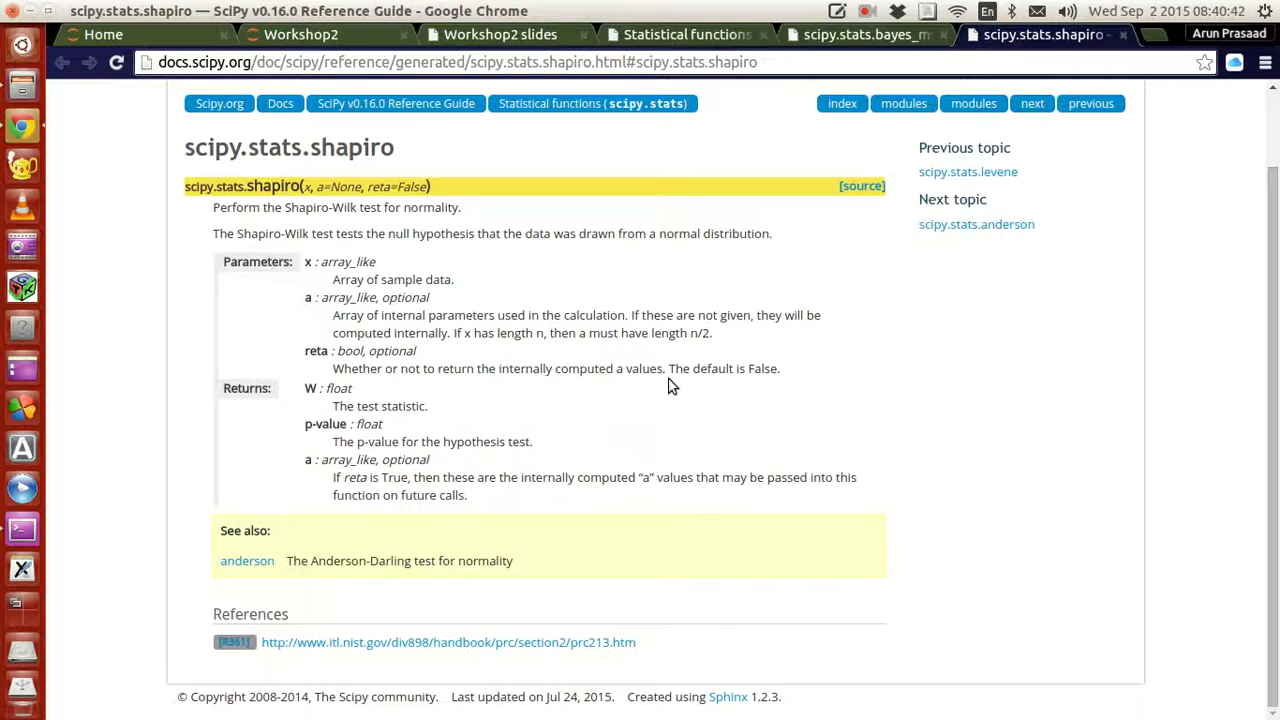 scipy.stats.shapiro — SciPy v0.16.0 Reference Guide - Google Chrome
En
Wed Sep 2 2015 08:40:42
Home
Workshop2
Workshop2 slides
Statistical functions
scipy.stats.bayes_m
scipy.stats.shapiro
Arun Prasaad
docs.scipy.org/doc/scipy/reference/generated/scipy.stats.shapiro.html#scipy.stats.shapiro
Scipy.org
Docs
SciPy v0.16.0 Reference Guide
Statistical functions (scipy.stats)
index
modules
modules
next
previous
scipy.stats.shapiro
scipy.stats.shapiro(x, a=None, reta=False)
[source]
Perform the Shapiro-Wilk test for normality.
The Shapiro-Wilk test tests the null hypothesis that the data was drawn from a normal distribution.
Parameters: x : array_like
Array of sample data.
a : array_like, optional
Array of internal parameters used in the calculation. If these are not given, they will be
computed internally. If x has length n, then a must have length n/2.
reta : bool, optional
Whether or not to return the internally computed a values. The default is False.
Returns: W : float
The test statistic.
p-value : float
The p-value for the hypothesis test.
a : array_like, optional
If reta is True, then these are the internally computed “a” values that may be passed into this
function on future calls.
See also:
anderson The Anderson-Darling test for normality
References
[R361] http://www.itl.nist.gov/div898/handbook/prc/section2/prc213.htm
Previous topic
scipy.stats.levene
Next topic
scipy.stats.anderson
© Copyright 2008-2014, The Scipy community. Last updated on Jul 24, 2015. Created using Sphinx 1.2.3.